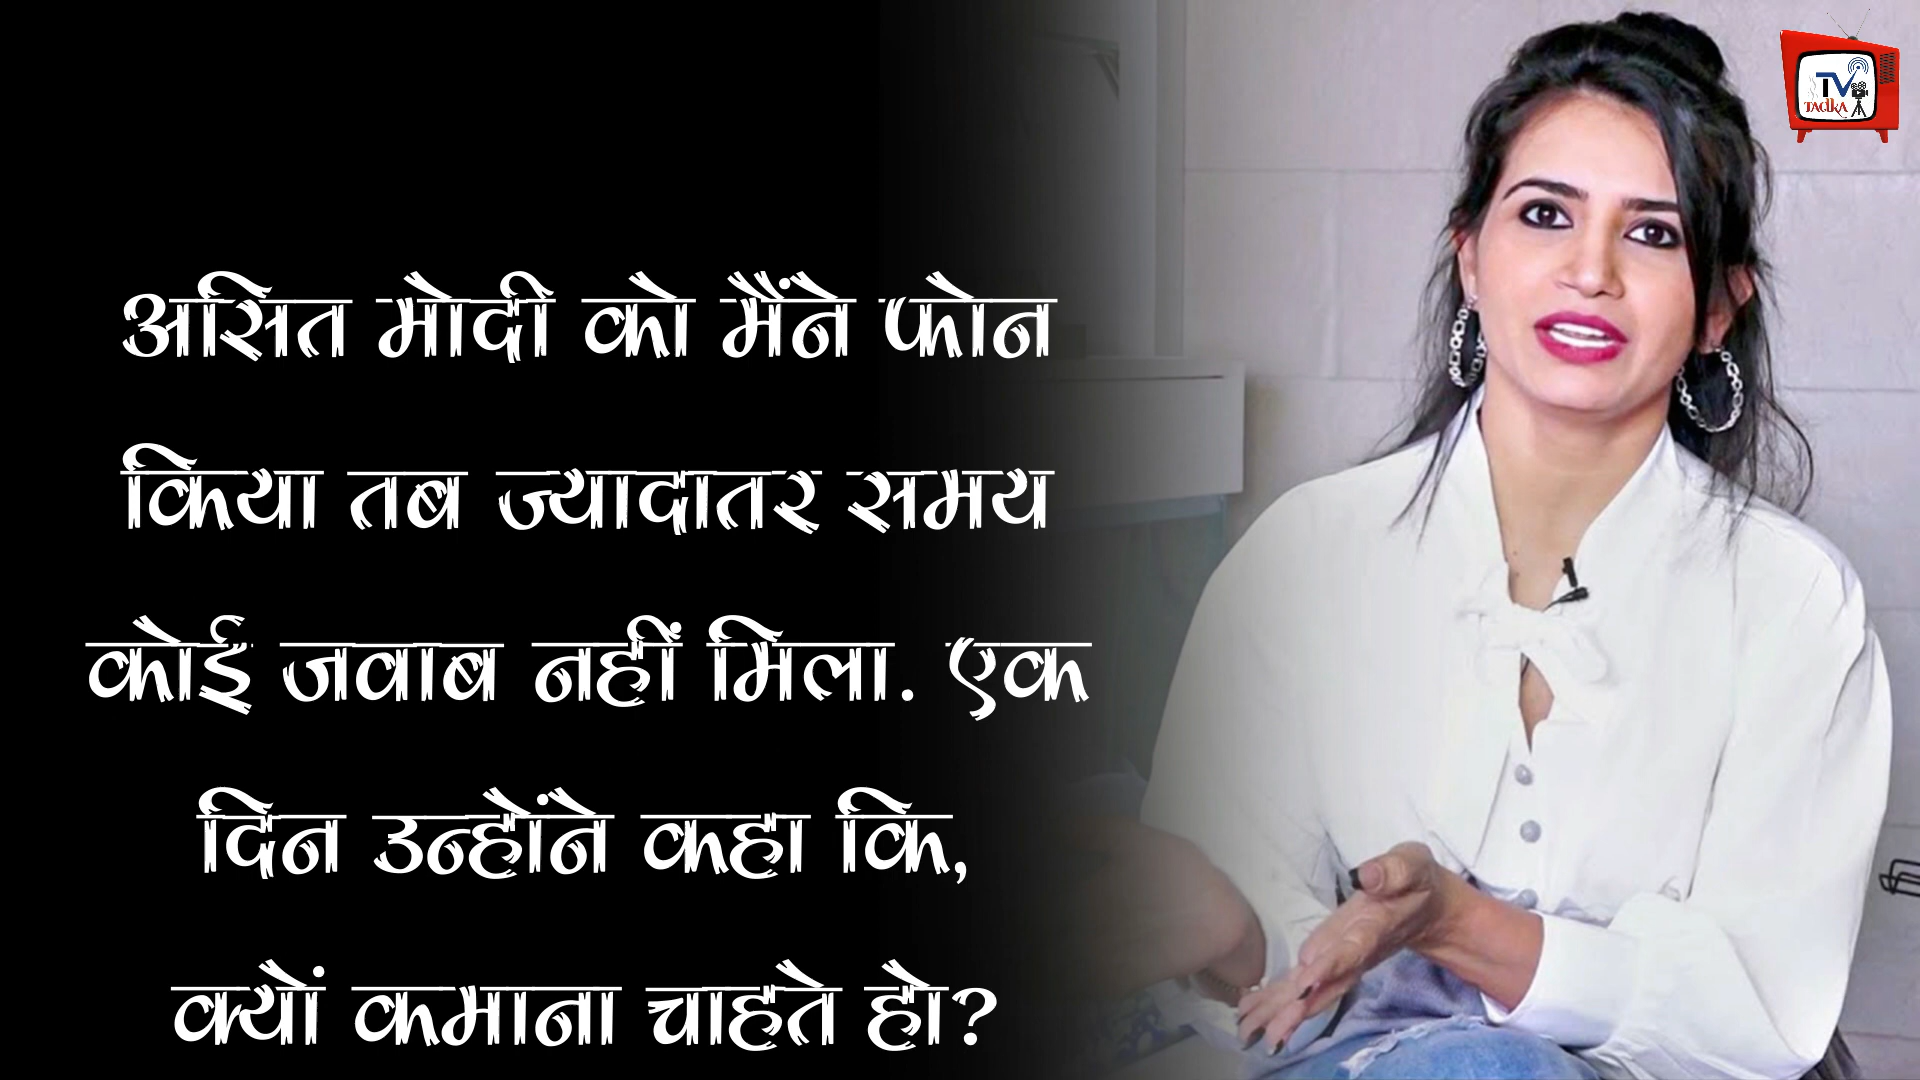 असित मोदी को मैंने फोन
किया तब ज्यादातर समय
कोई जवाब नहीं मिला. एक
दिन उन्होंने कहा कि,
क्यों कमाना चाहते हो?
TV
TADKA